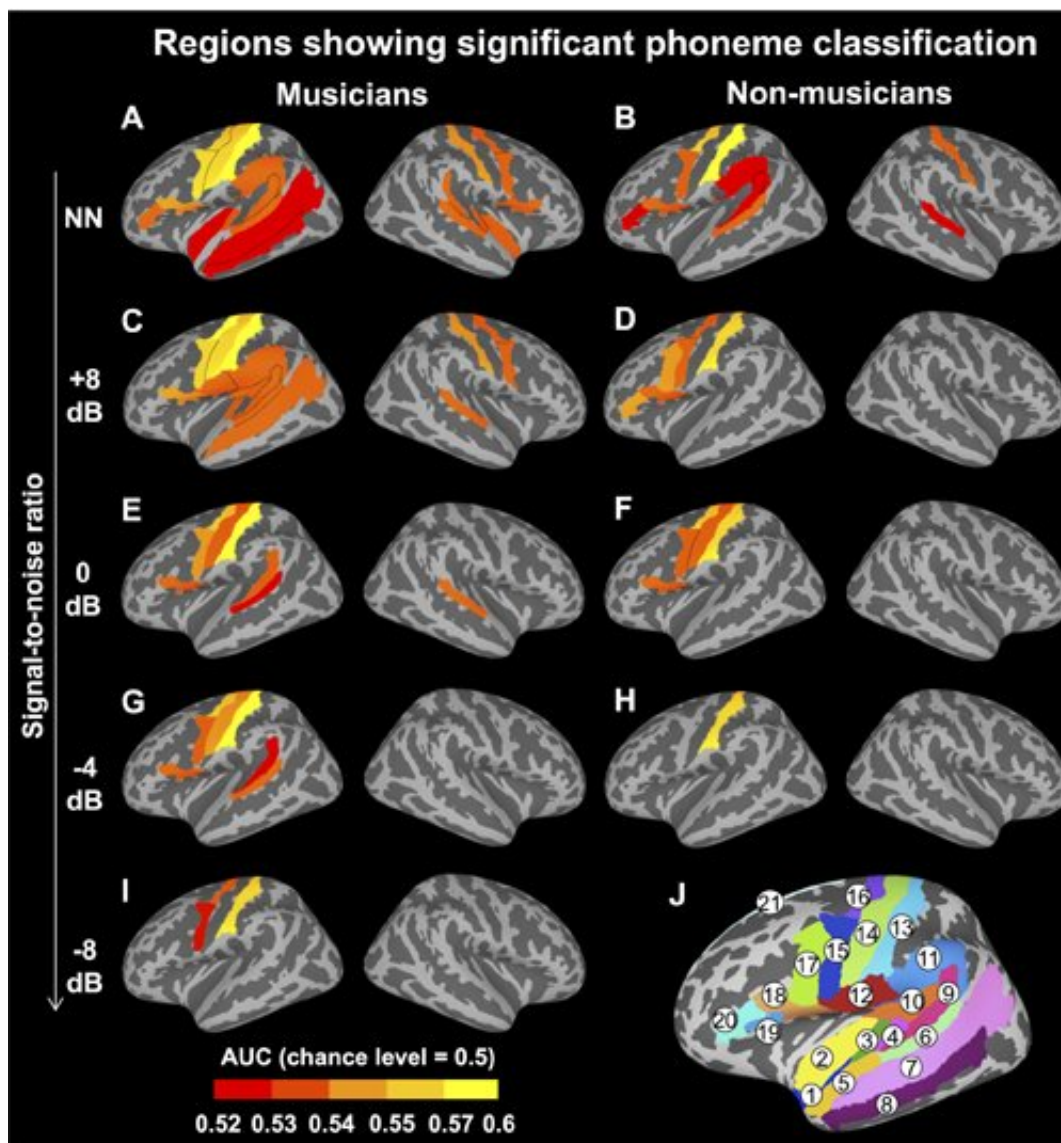 Regions showing significant phoneme classification
Musicians
Non-musicians
A
B
NN
C
D
+8
dB
E
F
0
dB
G
H
-4
dB
I
-8
dB
Signal-to-noise ratio
AUC (chance level = 0.5)
0.52 0.53 0.54 0.55 0.57 0.6
J
21
16
13
14
15
17
11
12
18
10
9
20
19
3
4
6
2
5
7
1
8